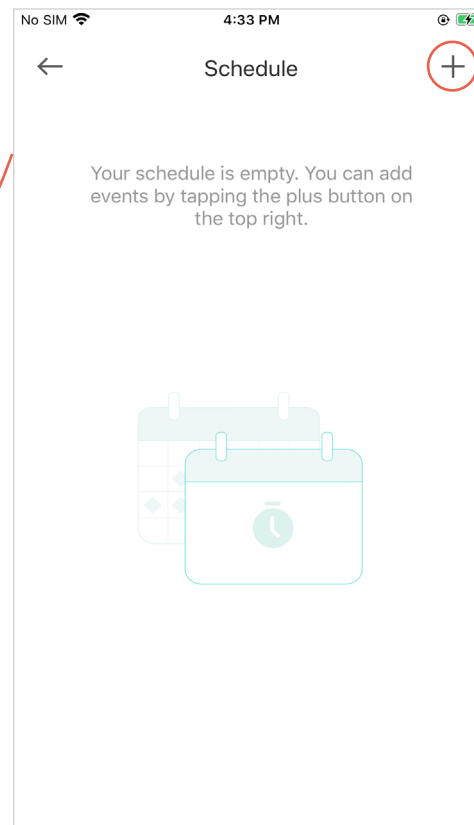 No SIM 4:33 PM
Schedule
Your schedule is empty. You can add
events by tapping the plus button on
the top right.